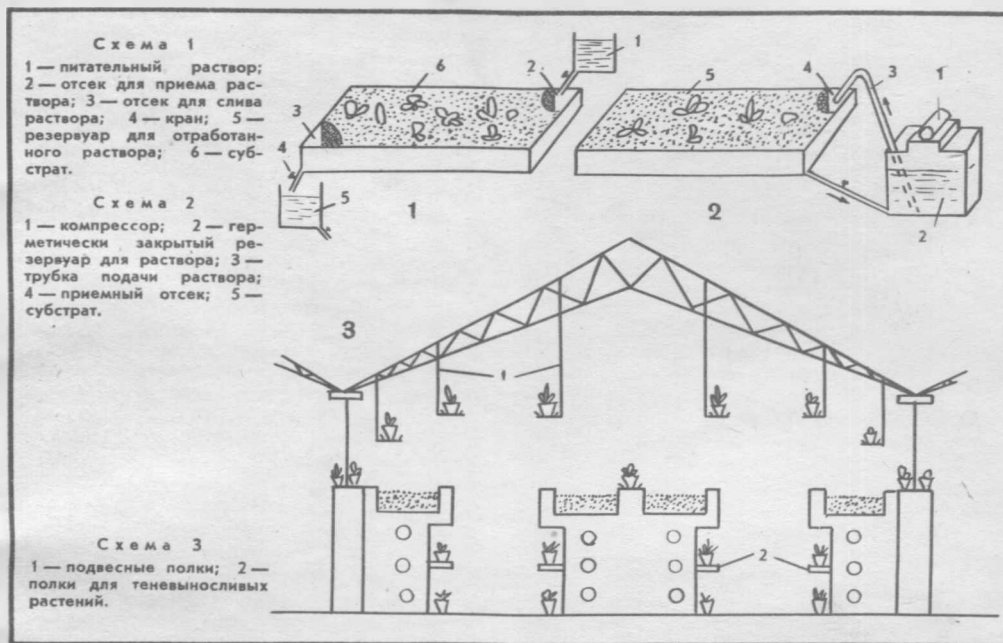 Схема 1
1 — питательный раствор;
2 — отсек для приема рас-
твора; 3 — отсек для слива
раствора; 4 — кран; 5 —
резервуар для отработан-
ного раствора; 6 — суб-
страт.
Схема 2
1 — компрессор; 2 — гер-
метически закрытый ре-
зервуар для раствора; 3 —
трубка подачи раствора;
4 — приемный отсек; 5 —
субстрат.
Схема 3
1 — подвесные полки; 2 —
полки для теневыносливых
растений.
6
2
1
3
4
5
1
5
4
3
1
2
2
3
1
2